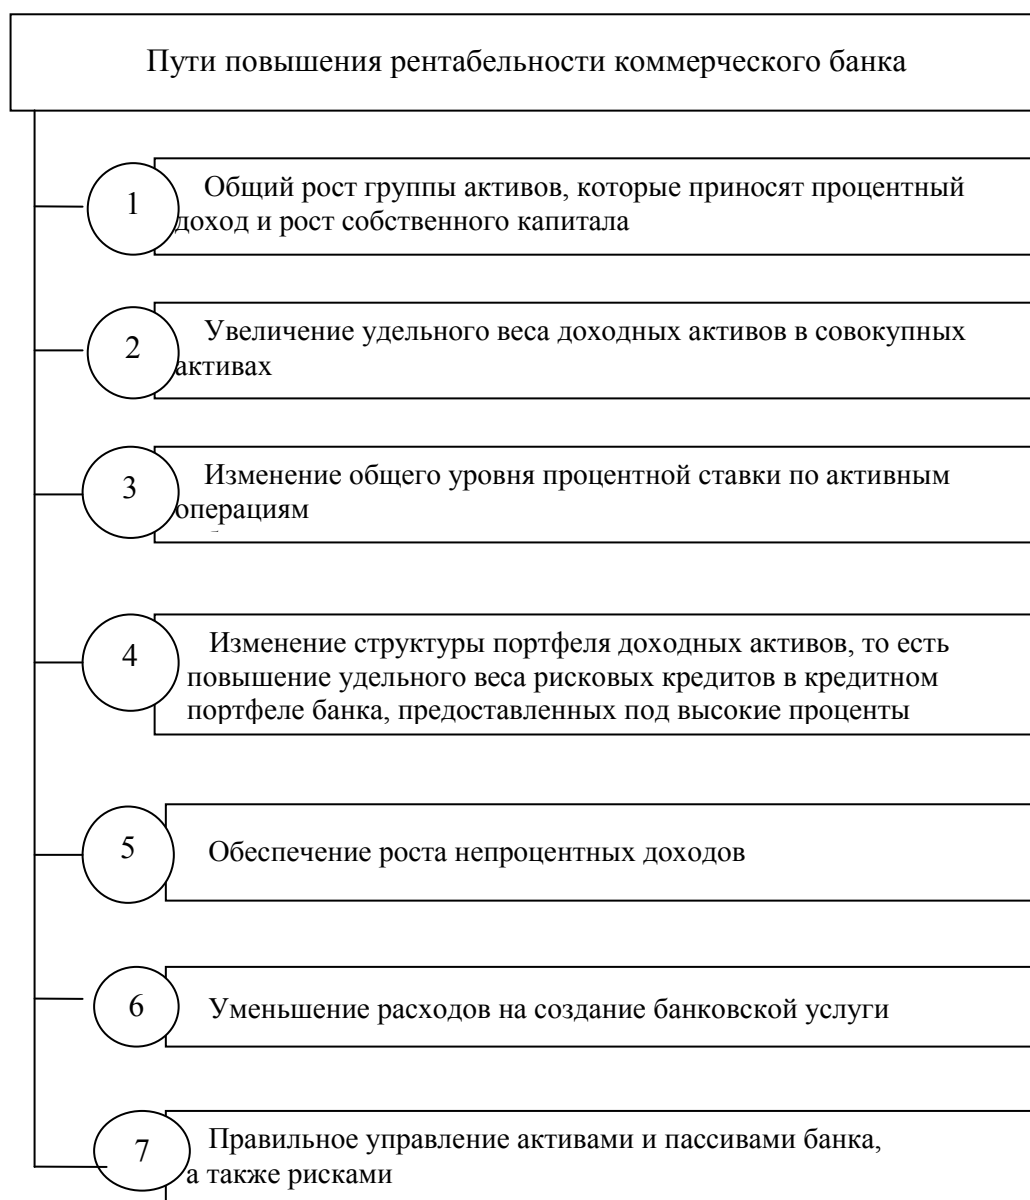 Пути повышения рентабельности коммерческого банка
1
Общий рост группы активов, которые приносят процентный
доход и рост собственного капитала
2
Увеличение удельного веса доходных активов в совокупных
активах
3
Изменение общего уровня процентной ставки по активным
операциям
4
Изменение структуры портфеля доходных активов, то есть
повышение удельного веса рисковых кредитов в кредитном
портфеле банка, предоставленных под высокие проценты
5
Обеспечение роста непроцентных доходов
6
Уменьшение расходов на создание банковской услуги
7
Правильное управление активами и пассивами банка,
а также рисками